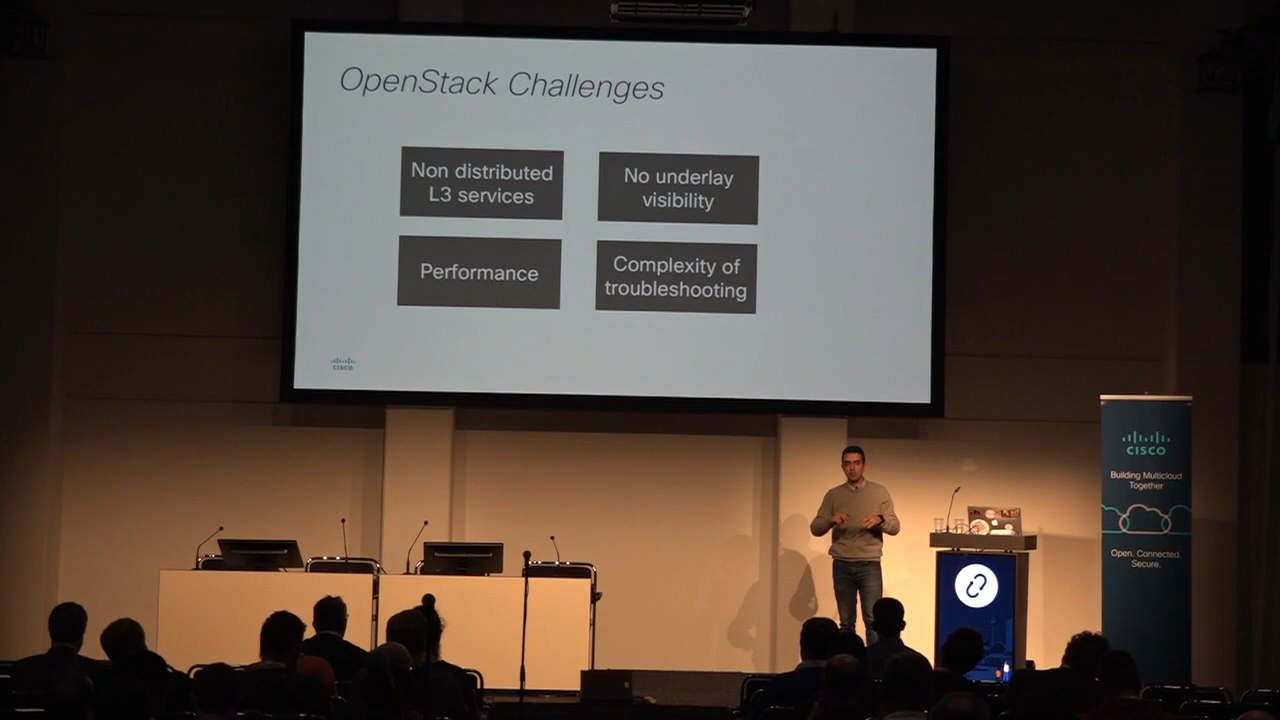 OpenStack Challenges
Non distributed
L3 services
No underlay
visibility
Performance
Complexity of
troubleshooting
CISCO
CISCO
Building Multicloud
Together
Open. Connected.
Secure.